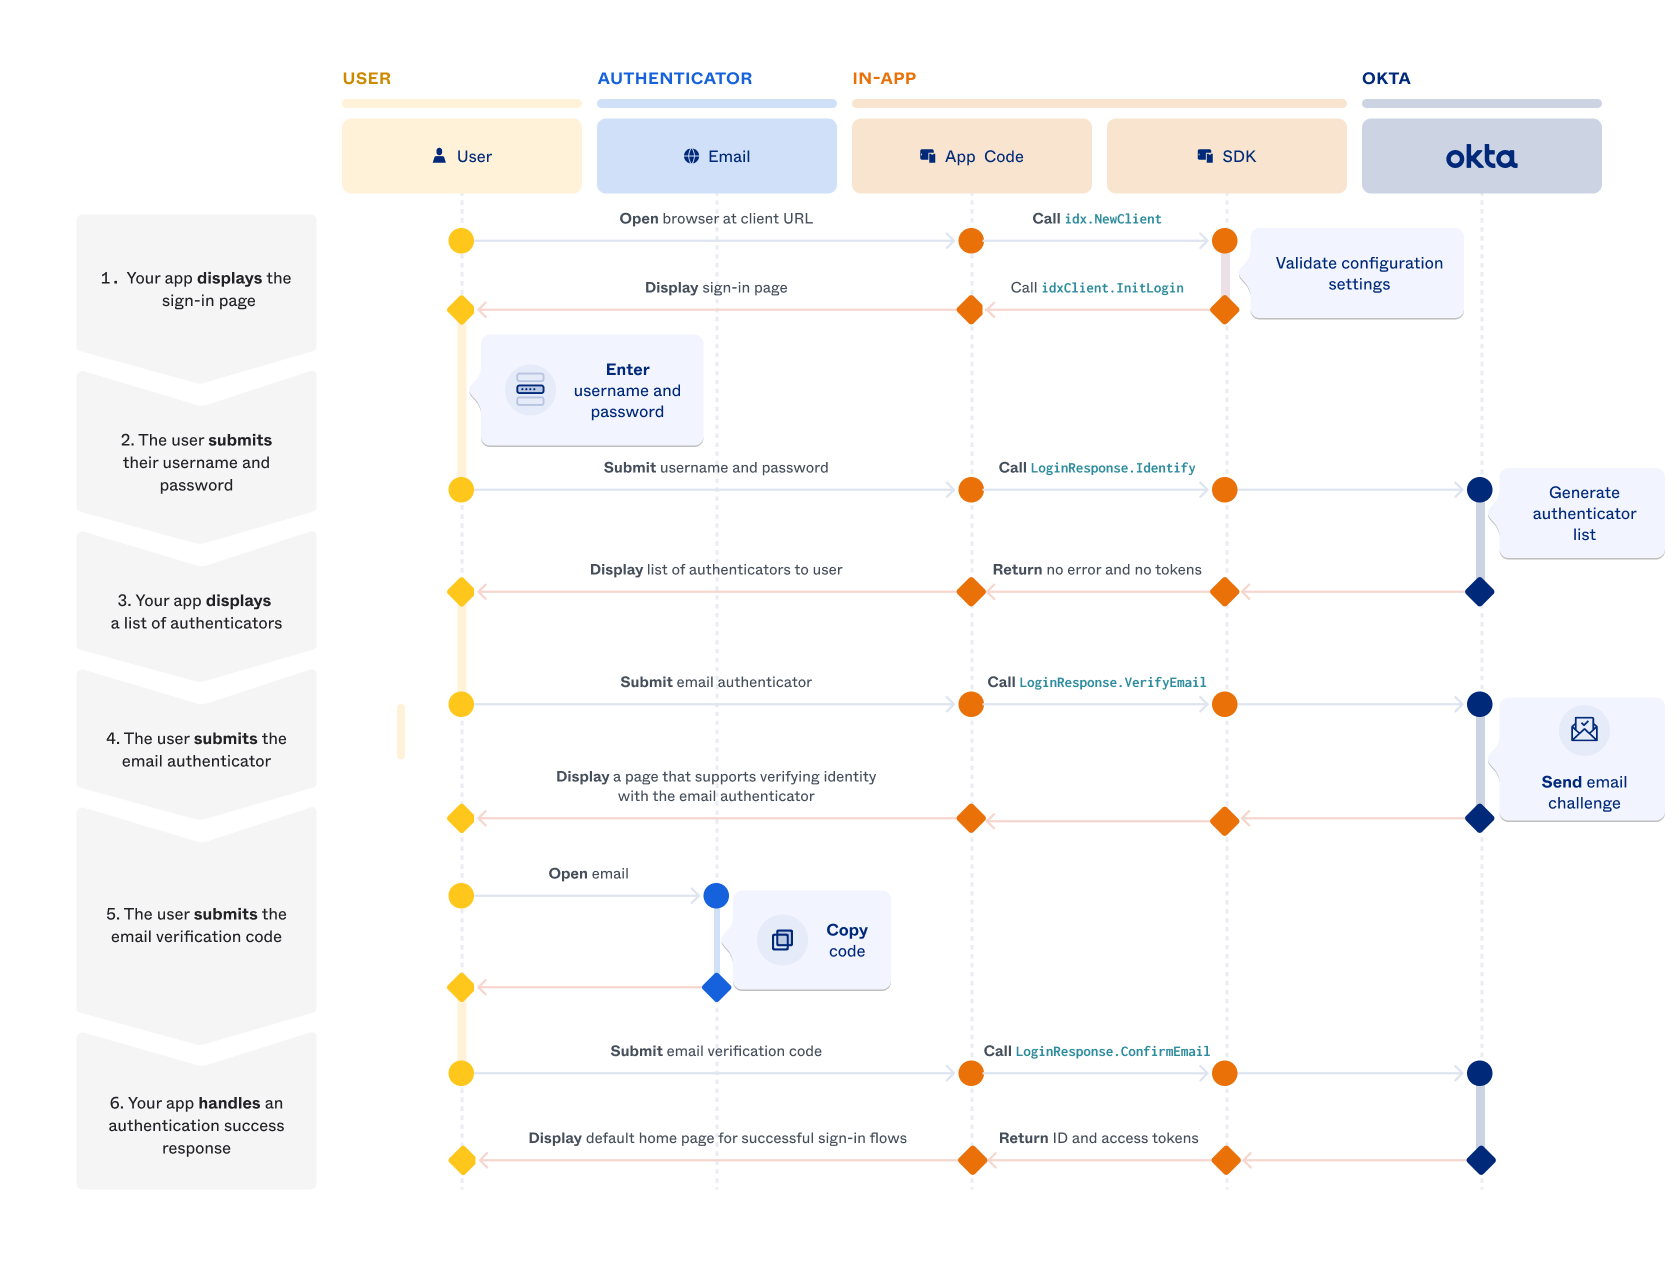 USER
AUTHENTICATOR
IN-APP
OKTA
User
Email
App Code
SDK
okta
1. Your app displays the
sign-in page
Open browser at client URL
Call idx.NewClient
Validate configuration
settings
Display sign-in page
Call idxClient.InitLogin
Enter
username and
password
2. The user submits
their username and
password
Submit username and password
Call LoginResponse.Identify
Generate
authenticator
list
3. Your app displays
a list of authenticators
Display list of authenticators to user
Return no error and no tokens
4. The user submits the
email authenticator
Submit email authenticator
Call LoginResponse.VerifyEmail
Send email
challenge
Display a page that supports verifying identity
with the email authenticator
5. The user submits the
email verification code
Open email
Copy
code
Submit email verification code
Call LoginResponse.ConfirmEmail
6. Your app handles an
authentication success
response
Display default home page for successful sign-in flows
Return ID and access tokens